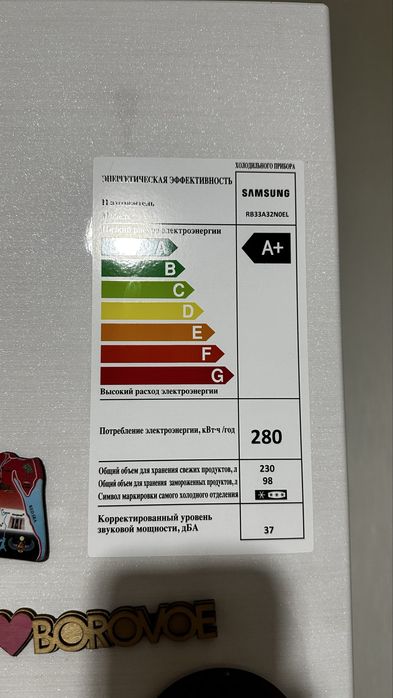 ХОЛОДИЛЬНОГО ПРИБОРА
ЭНЕРГЕТИЧЕСКАЯ ЭФФЕКТИВНОСТЬ
SAMSUNG
Изготовитель
RB33A32N0EL
Низкий расход электроэнергии
A+
A
B
C
D
E
F
G
Высокий расход электроэнергии
Потребление электроэнергии, кВт·ч /год
280
Общий объем для хранения свежих продуктов, л 230
Общий объем для хранения замороженных продуктов, л 98
Символ маркировки самого холодного отделения
Корректированный уровень
звуковой мощности, дБА 37
BOROVOE